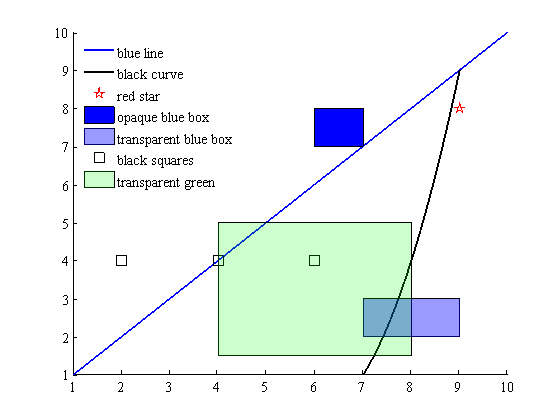 10
blue line
9
black curve
red star
8
opaque blue box
transparent blue box
7
black squares
6
transparent green
5
4
3
2
1
1 2 3 4 5 6 7 8 9 10